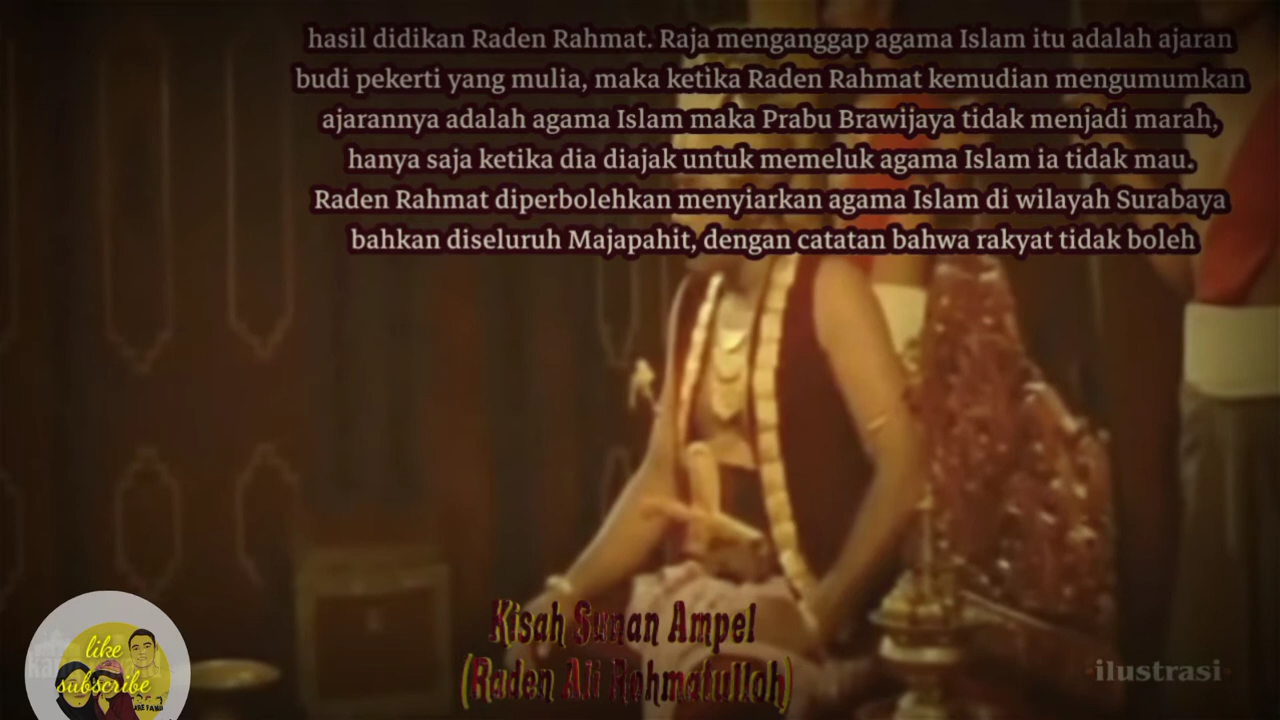 hasil didikan Raden Rahmat. Raja menganggap agama Islam itu adalah ajaran
budi pekerti yang mulia, maka ketika Raden Rahmat kemudian mengumumkan
ajarannya adalah agama Islam maka Prabu Brawijaya tidak menjadi marah,
hanya saja ketika dia diajak untuk memeluk agama Islam ia tidak mau.
Raden Rahmat diperbolehkan menyiarkan agama Islam di wilayah Surabaya
bahkan diseluruh Majapahit, dengan catatan bahwa rakyat tidak boleh
Kisah Sunan Ampel
(Raden Ali Rohmatulloh)
like
subscribe
·ilustrasi·